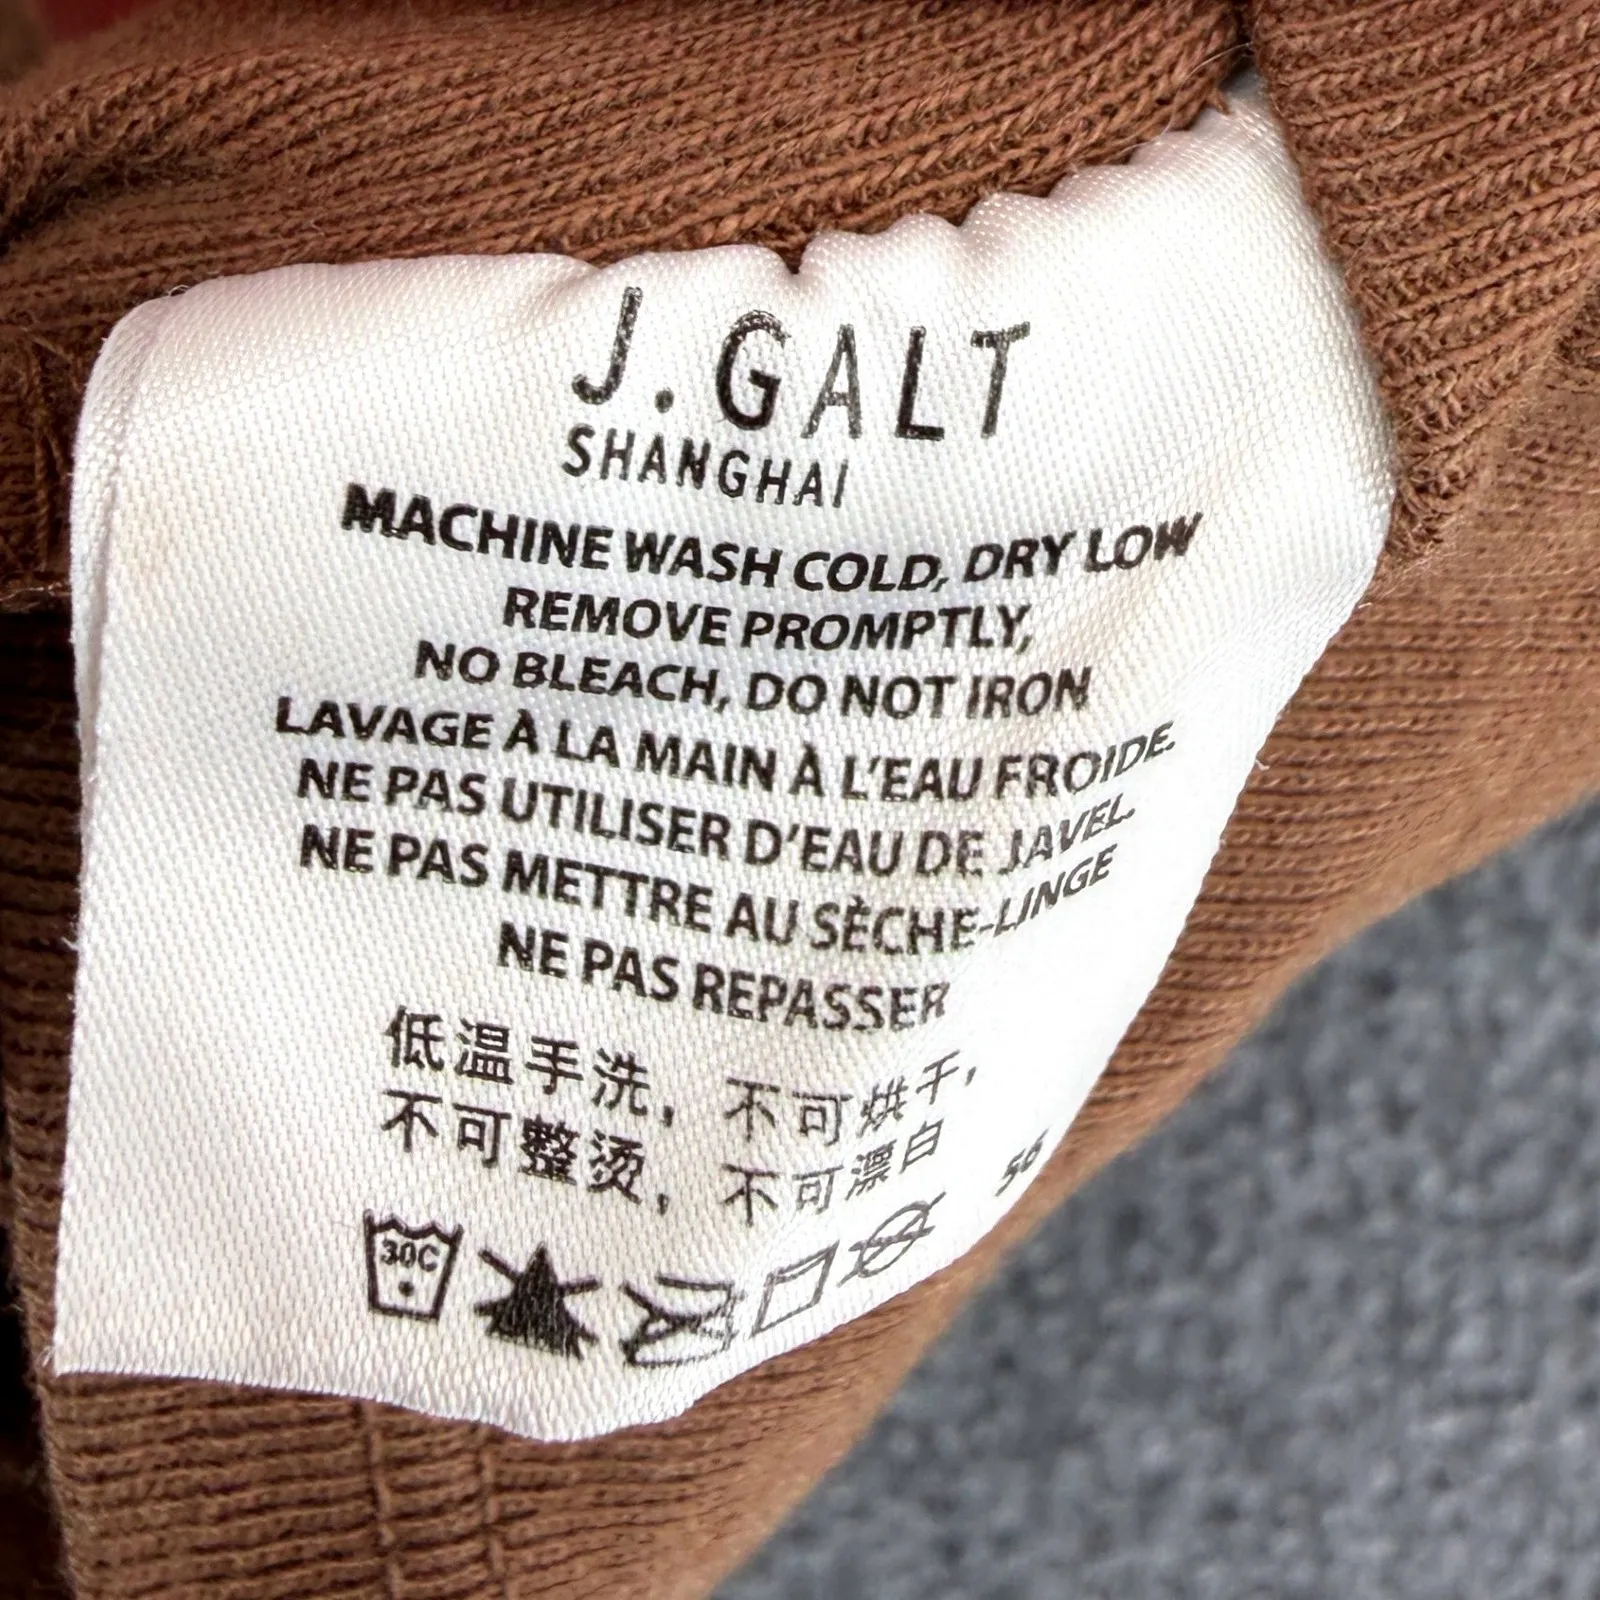 J.GALT
SHANGHAI
MACHINE WASH COLD, DRY LOW
REMOVE PROMPTLY,
NO BLEACH, DO NOT IRON
LAVAGE À LA MAIN À L'EAU FROIDE.
NE PAS UTILISER D'EAU DE JAVEL.
NE PAS METTRE AU SÈCHE-LINGE
NE PAS REPASSER
低温手洗，不可烘干，
不可整烫，不可漂白
56
30C